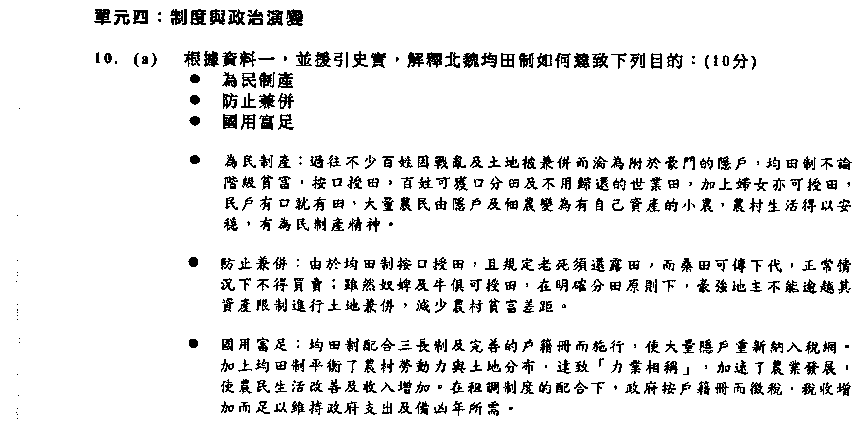 單元四：制度與政治演變
10. (a) 根據資料一，並援引史實，解釋北魏均田制如何達致下列目的：(10分)
● 為民制產
● 防止兼併
● 國用富足
● 為民制產：過往不少百姓因戰亂及土地被兼併而淪為附於豪門的隱戶，均田制不論
階級貧富，按口授田，百姓可獲口分田及不用歸還的世業田，加上婦女亦可授田，
民戶有口就有田，大量農民由隱戶及佃農變為有自己資產的小農，農村生活得以安
穩，有為民制產精神。
● 防止兼併：由於均田制按口授田，且規定老死須還露田，而桑田可傳下代，正常情
況下不得買賣；雖然奴婢及牛俱可授田，在明確分田原則下，豪強地主不能逾越其
資產限制進行土地兼併，減少農村貧富差距。
● 國用富足：均田制配合三長制及完善的戶籍冊而施行，使大量隱戶重新納入稅網。
加上均田制平衡了農村勞動力與土地分布，達致「力業相稱」，加速了農業發展，
使農民生活改善及收入增加。在租調制度的配合下，政府按戶籍冊而徵稅，稅收增
加而足以維持政府支出及備凶年所需。